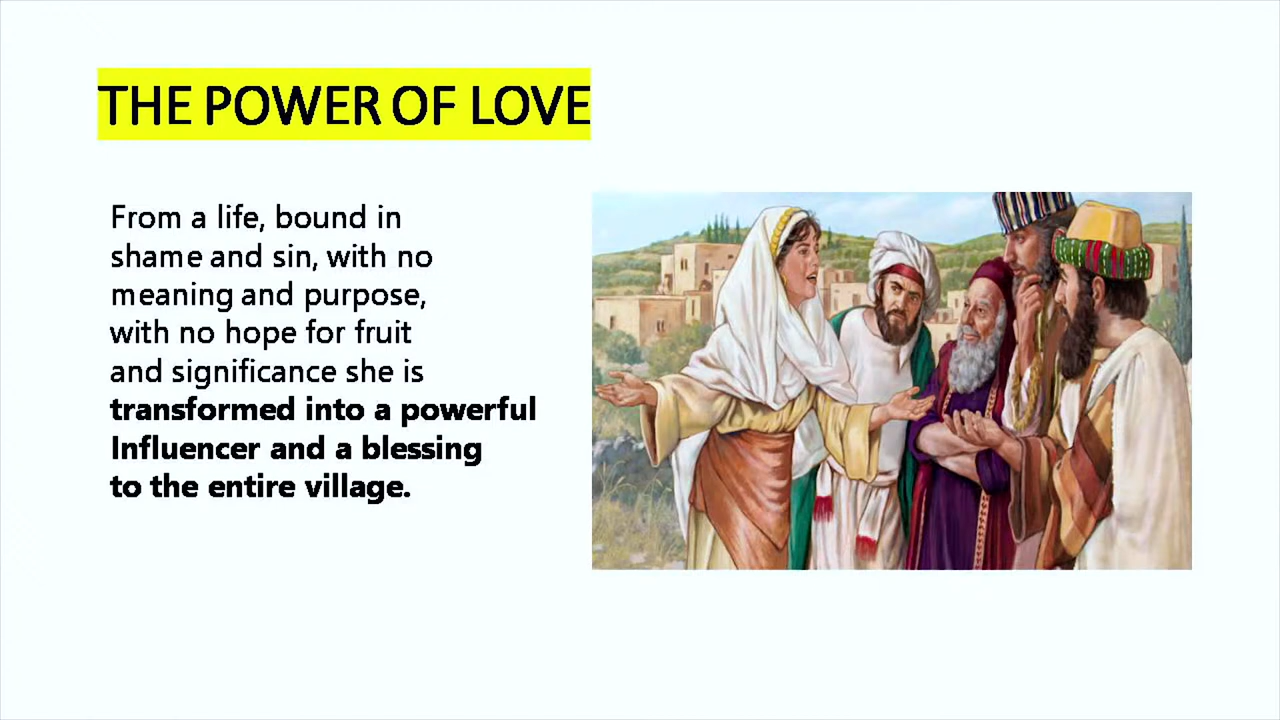 THE POWER OF LOVE
From a life, bound in
shame and sin, with no
meaning and purpose,
with no hope for fruit
and significance she is
transformed into a powerful
Influencer and a blessing
to the entire village.